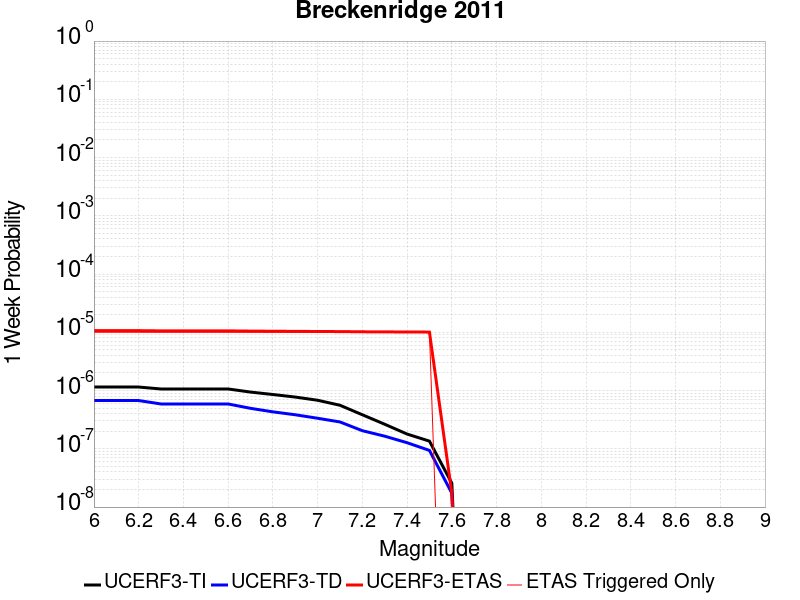 Breckenridge 2011
1 Week Probability
10^0
10^-1
10^-2
10^-3
10^-4
10^-5
10^-6
10^-7
10^-8
6 6.2 6.4 6.6 6.8 7 7.2 7.4 7.6 7.8 8 8.2 8.4 8.6 8.8 9
Magnitude
UCERF3-TI UCERF3-TD UCERF3-ETAS ETAS Triggered Only